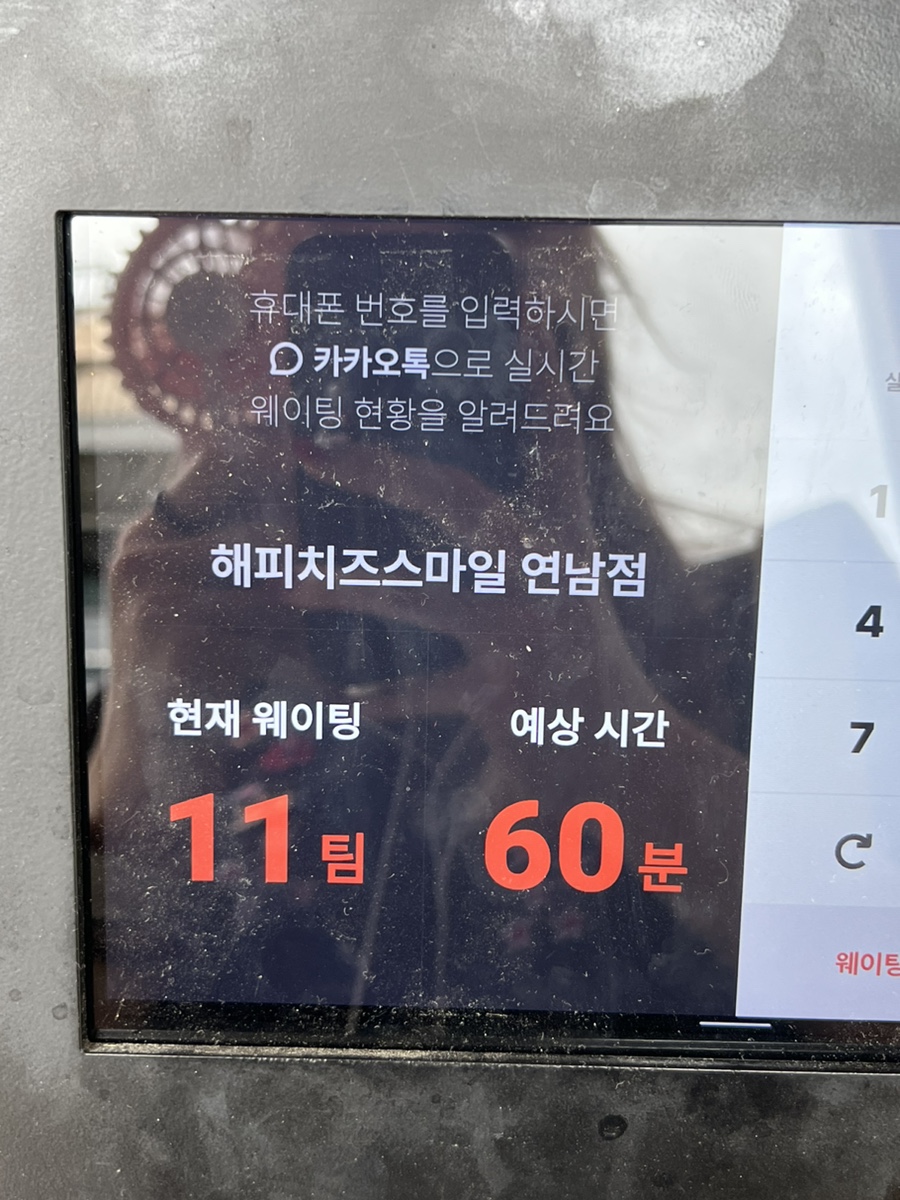 휴대폰 번호를 입력하시면
카카오톡으로 실시간
웨이팅 현황을 알려드려요
해피치즈스마일 연남점
현재 웨이팅
예상 시간
11 팀
60 분
1
4
7
웨이팅